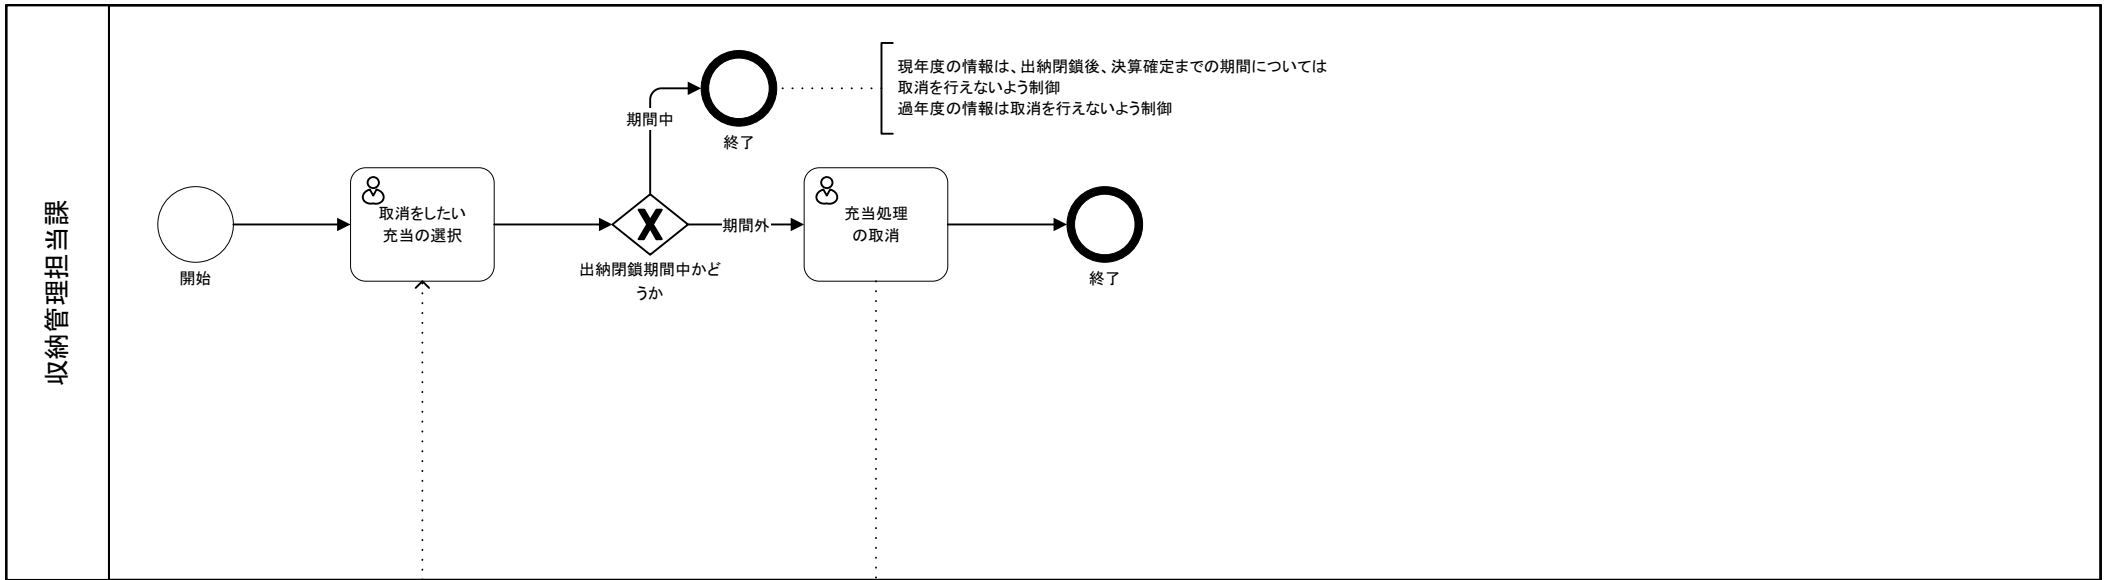 収納管理担当課
現年度の情報は、出納閉鎖後、決算確定までの期間については
取消を行えないよう制御
過年度の情報は取消を行えないよう制御
期間中
終了
取消をしたい
充当の選択
期間外
充当処理
の取消
開始
出納閉鎖期間中かど
うか
終了